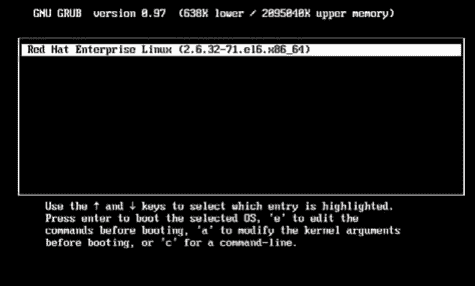 GNU GRUB  version 0.97  (638K lower / 2095040K upper memory)
Red Hat Enterprise Linux (2.6.32-71.el6.x86_64)
Use the ↑ and ↓ keys to select which entry is highlighted.
Press enter to boot the selected OS, 'e' to edit the
commands before booting, 'a' to modify the kernel arguments
before booting, or 'c' for a command-line.